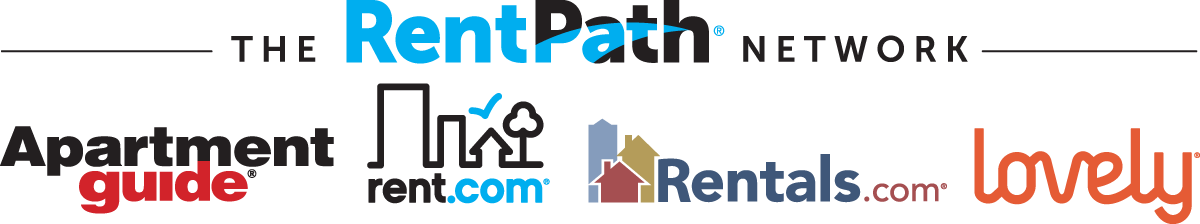 THE RentPath® NETWORK
Apartment
guide®
rent.com®
Rentals.com®
lovely®